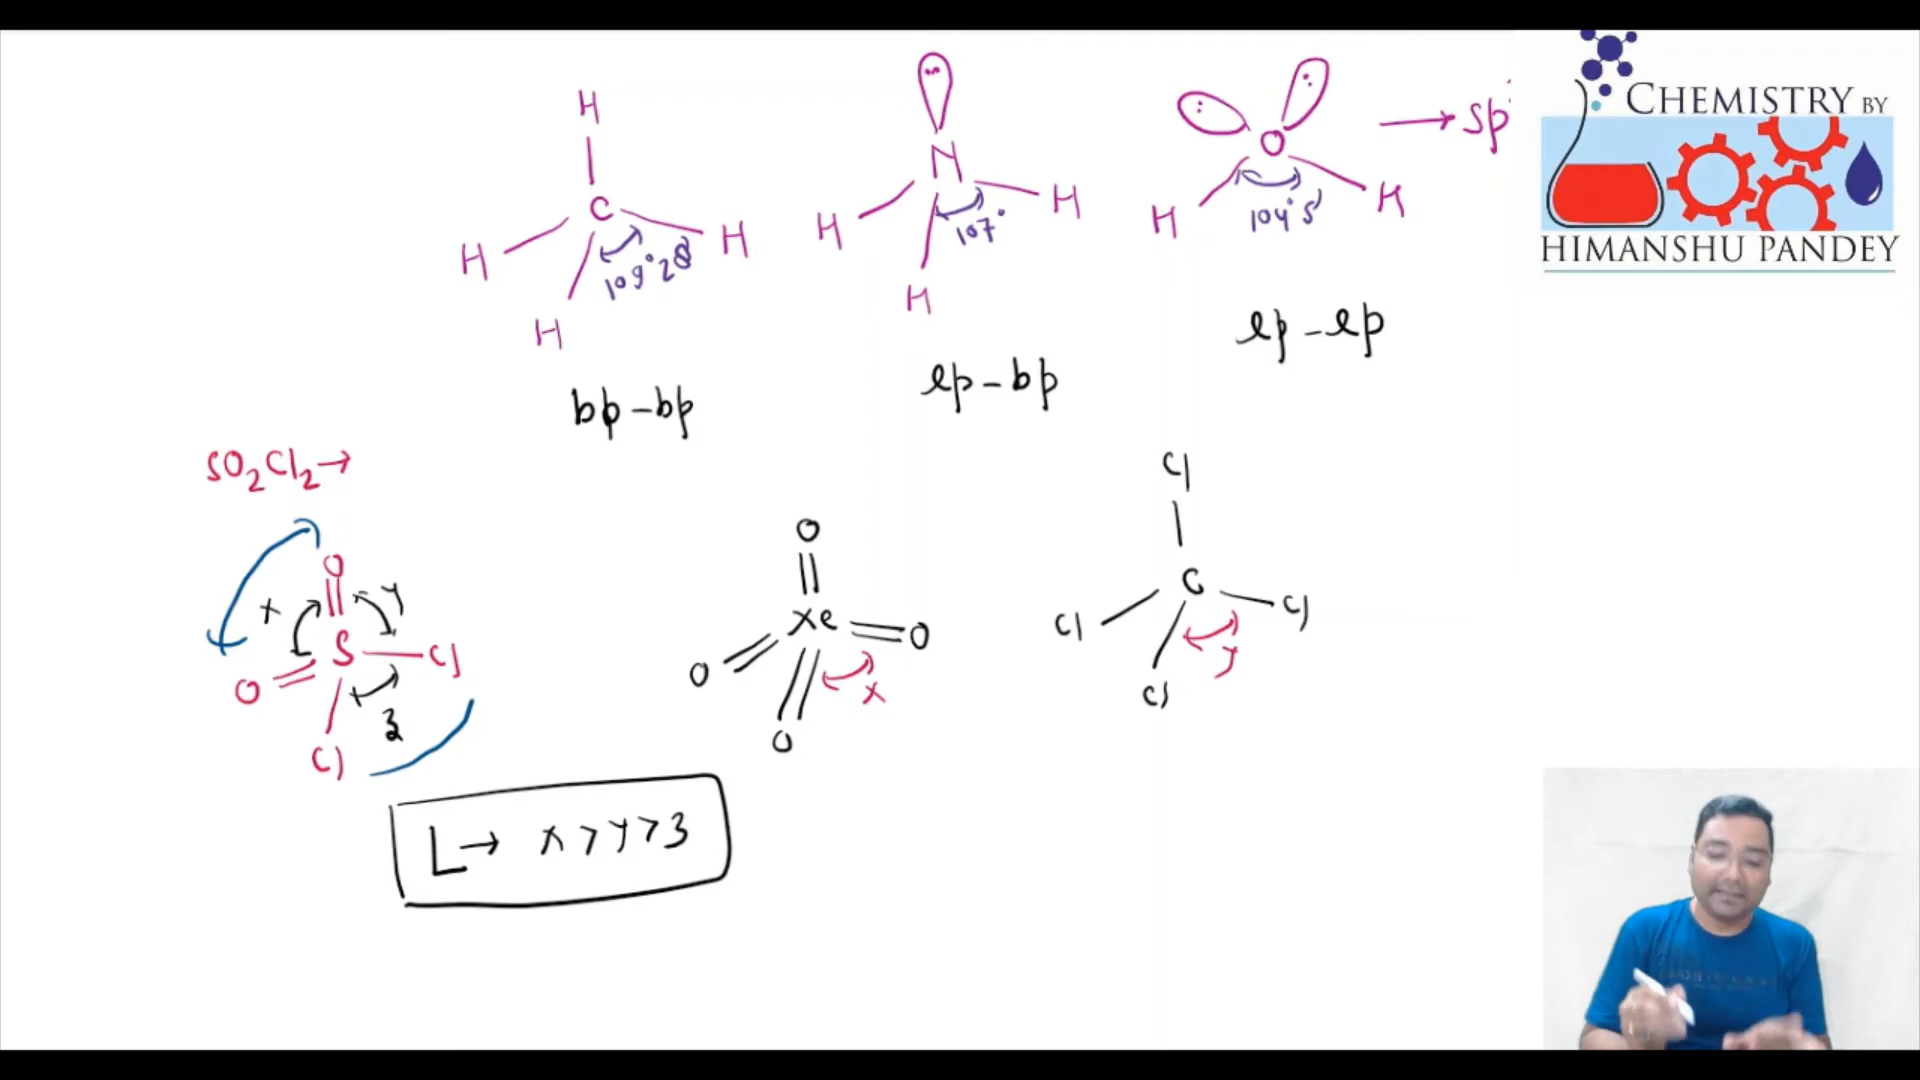 CHEMISTRY BY
HIMANSHU PANDEY
H
C
H
H
H
109°28
N
H
H
H
107°
O
H
H
104°5'
→ sp
bp-bp
lp-bp
lp-lp
SO₂Cl₂→
O
x
y
S
Cl
O
z
Cl
O
Xe
O
O
O
x
Cl
C
Cl
Cl
Cl
y
L→ x>y>z